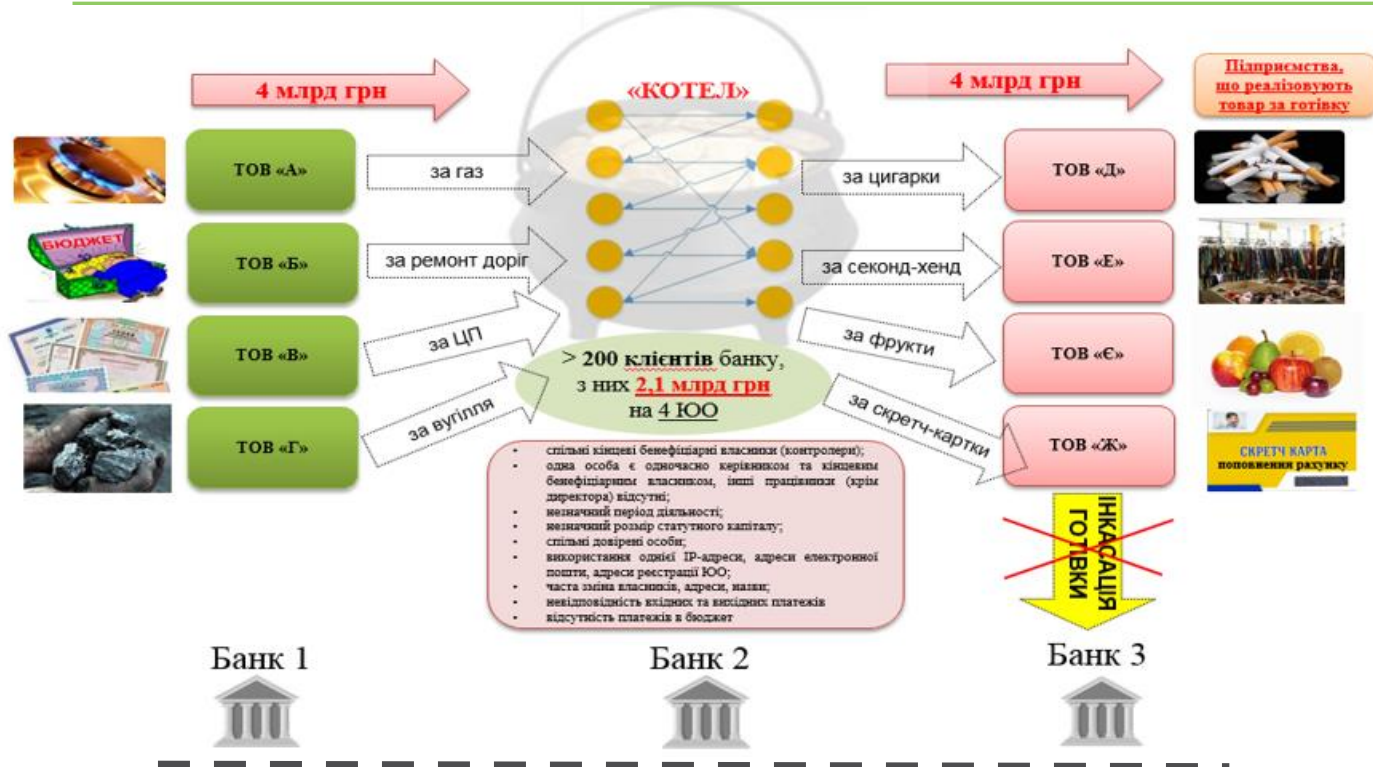 4 млрд грн
«КОТЕЛ»
4 млрд грн
Підприємства,
що реалізовують
товар за готівку
ТОВ «А»
за газ
за цигарки
ТОВ «Д»
БЮДЖЕТ
ТОВ «Б»
за ремонт доріг
за секонд-хенд
ТОВ «Е»
ТОВ «В»
за ЦП
за фрукти
ТОВ «Є»
ТОВ «Г»
за вугілля
> 200 клієнтів банку,
з них 2,1 млрд грн
на 4 ЮО
за скретч-картки
ТОВ «Ж»
СКРЕТЧ КАРТА
поповнення рахунку
• спільні кінцеві бенефіціарні власники (контролери);
• одна особа є одночасно керівником та кінцевим
бенефіціарним власником, інші працівники (крім
директора) відсутні;
• незначний період діяльності;
• незначний розмір статутного капіталу;
• спільні довірені особи;
• використання однієї IP-адреси, адреси електронної
пошти, адреси реєстрації ЮО;
• часта зміна власників, адреси, назви;
• невідповідність вхідних та вихідних платежів
• відсутність платежів в бюджет
ІНКАСАЦІЯ
ГОТІВКИ
Банк 1
Банк 2
Банк 3